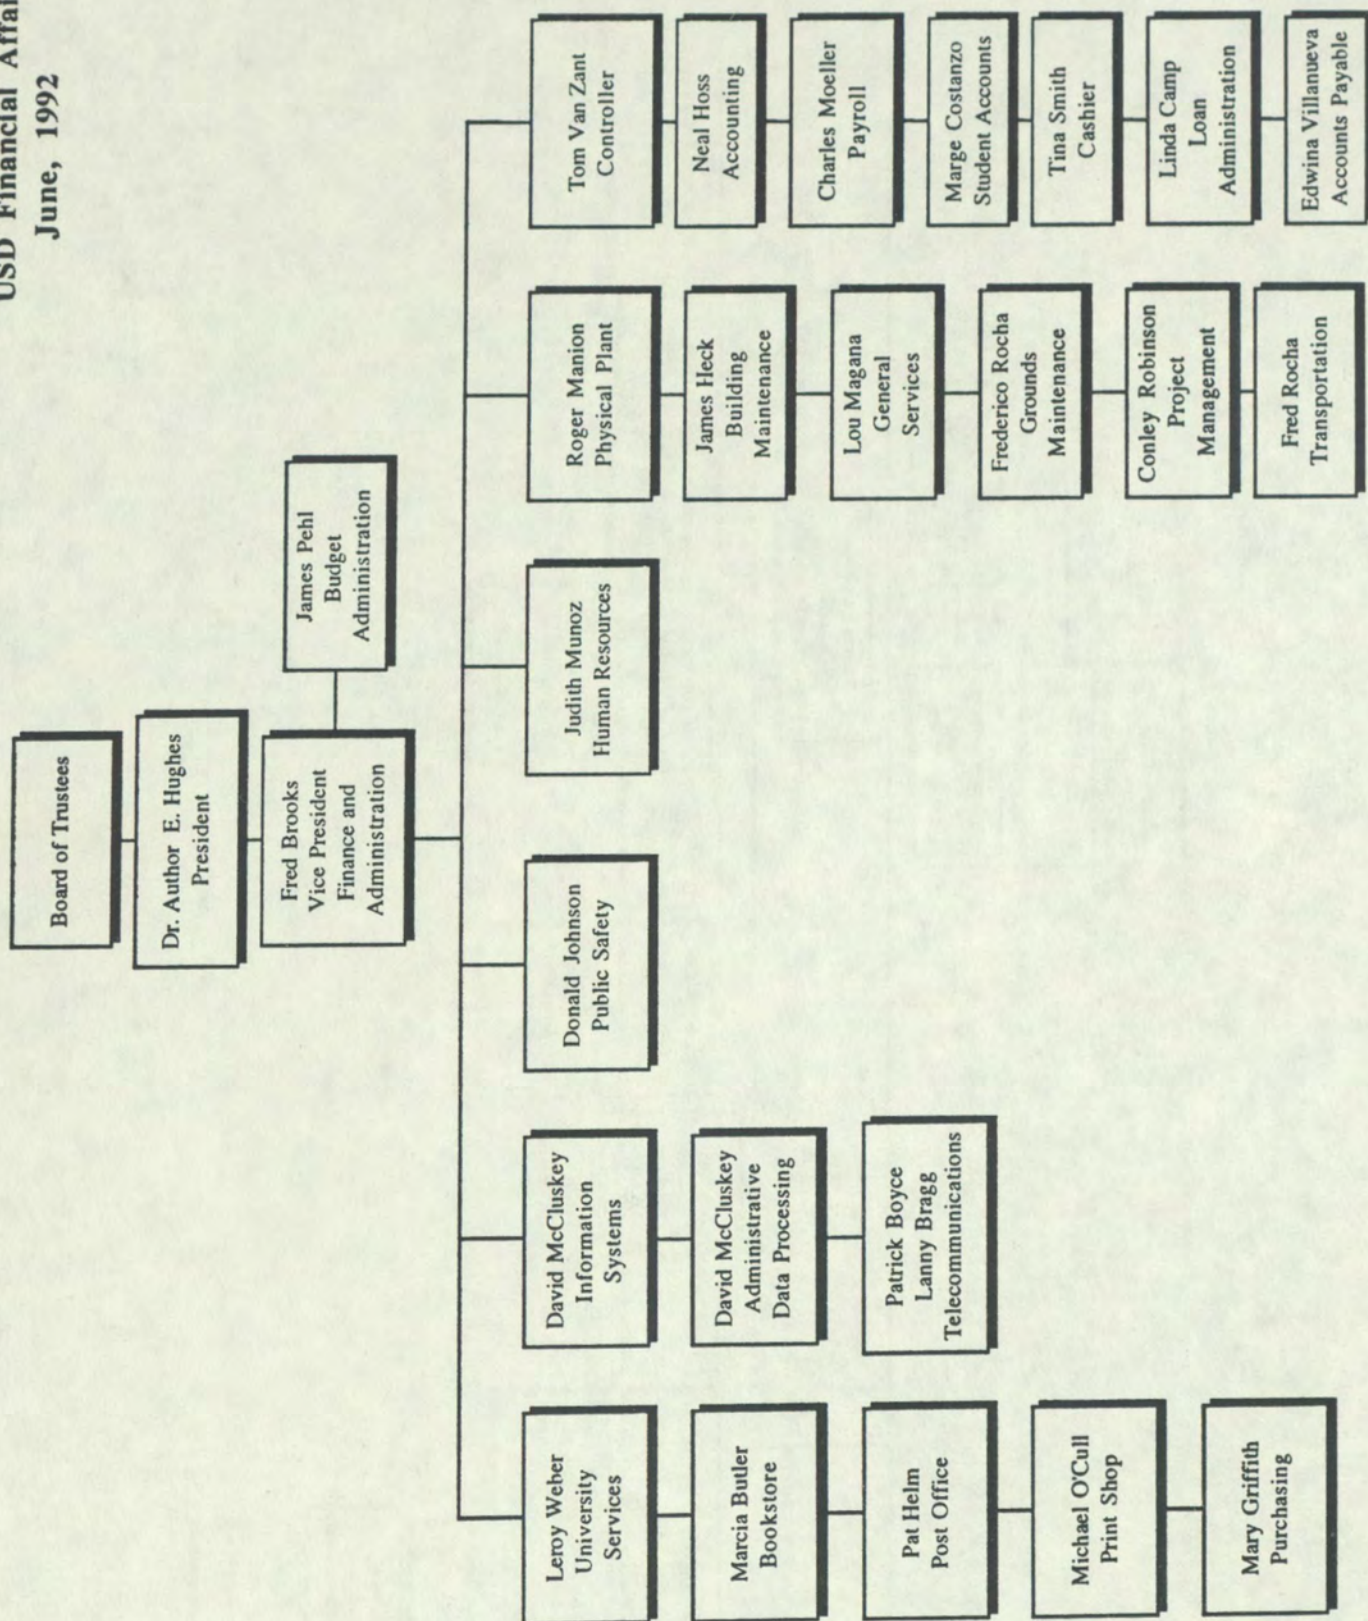 USD Financial
June, 1992
Board of Trustees
Dr. Author E. Hughes
President
Fred Brooks
Vice President
Finance and
Administration
James Pehl
Budget
Administration
Leroy Weber
University
Services
Marcia Butler
Bookstore
Pat Helm
Post Office
Michael O'Cull
Print Shop
Mary Griffith
Purchasing
David McCluskey
Information
Systems
David McCluskey
Administrative
Data Processing
Patrick Boyce
Lanny Bragg
Telecommunications
Donald Johnson
Public Safety
Judith Munoz
Human Resources
Roger Manion
Physical Plant
James Heck
Building
Maintenance
Lou Magana
General
Services
Frederico Rocha
Grounds
Maintenance
Conley Robinson
Project
Management
Fred Rocha
Transportation
Tom Van Zant
Controller
Neal Hoss
Accounting
Charles Moeller
Payroll
Marge Costanzo
Student Accounts
Tina Smith
Cashier
Linda Camp
Loan
Administration
Edwina Villanueva
Accounts Payable